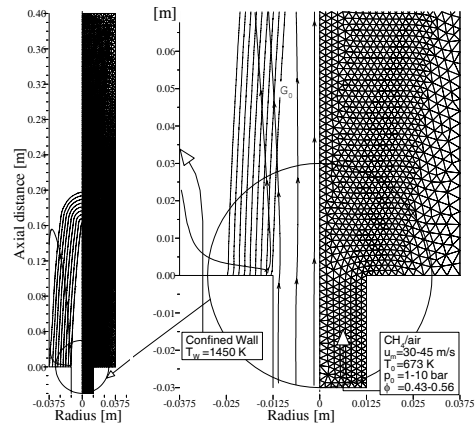 [m]
0.40
0.36
0.32
0.28
0.24
0.20
0.16
0.12
0.08
0.04
0.00
Axial distance [m]
-0.0375 0 0.0375
Radius [m]
0.06
0.05
0.04
0.03
0.02
0.01
0.00
-0.01
-0.02
-0.03
G0
Confined Wall
TW=1450 K
CH4/air
um=30-45 m/s
T0=673 K
p0=1-10 bar
ϕ =0.43-0.56
-0.0375 -0.025 -0.0125 0 0.0125 0.025 0.0375
Radius [m]